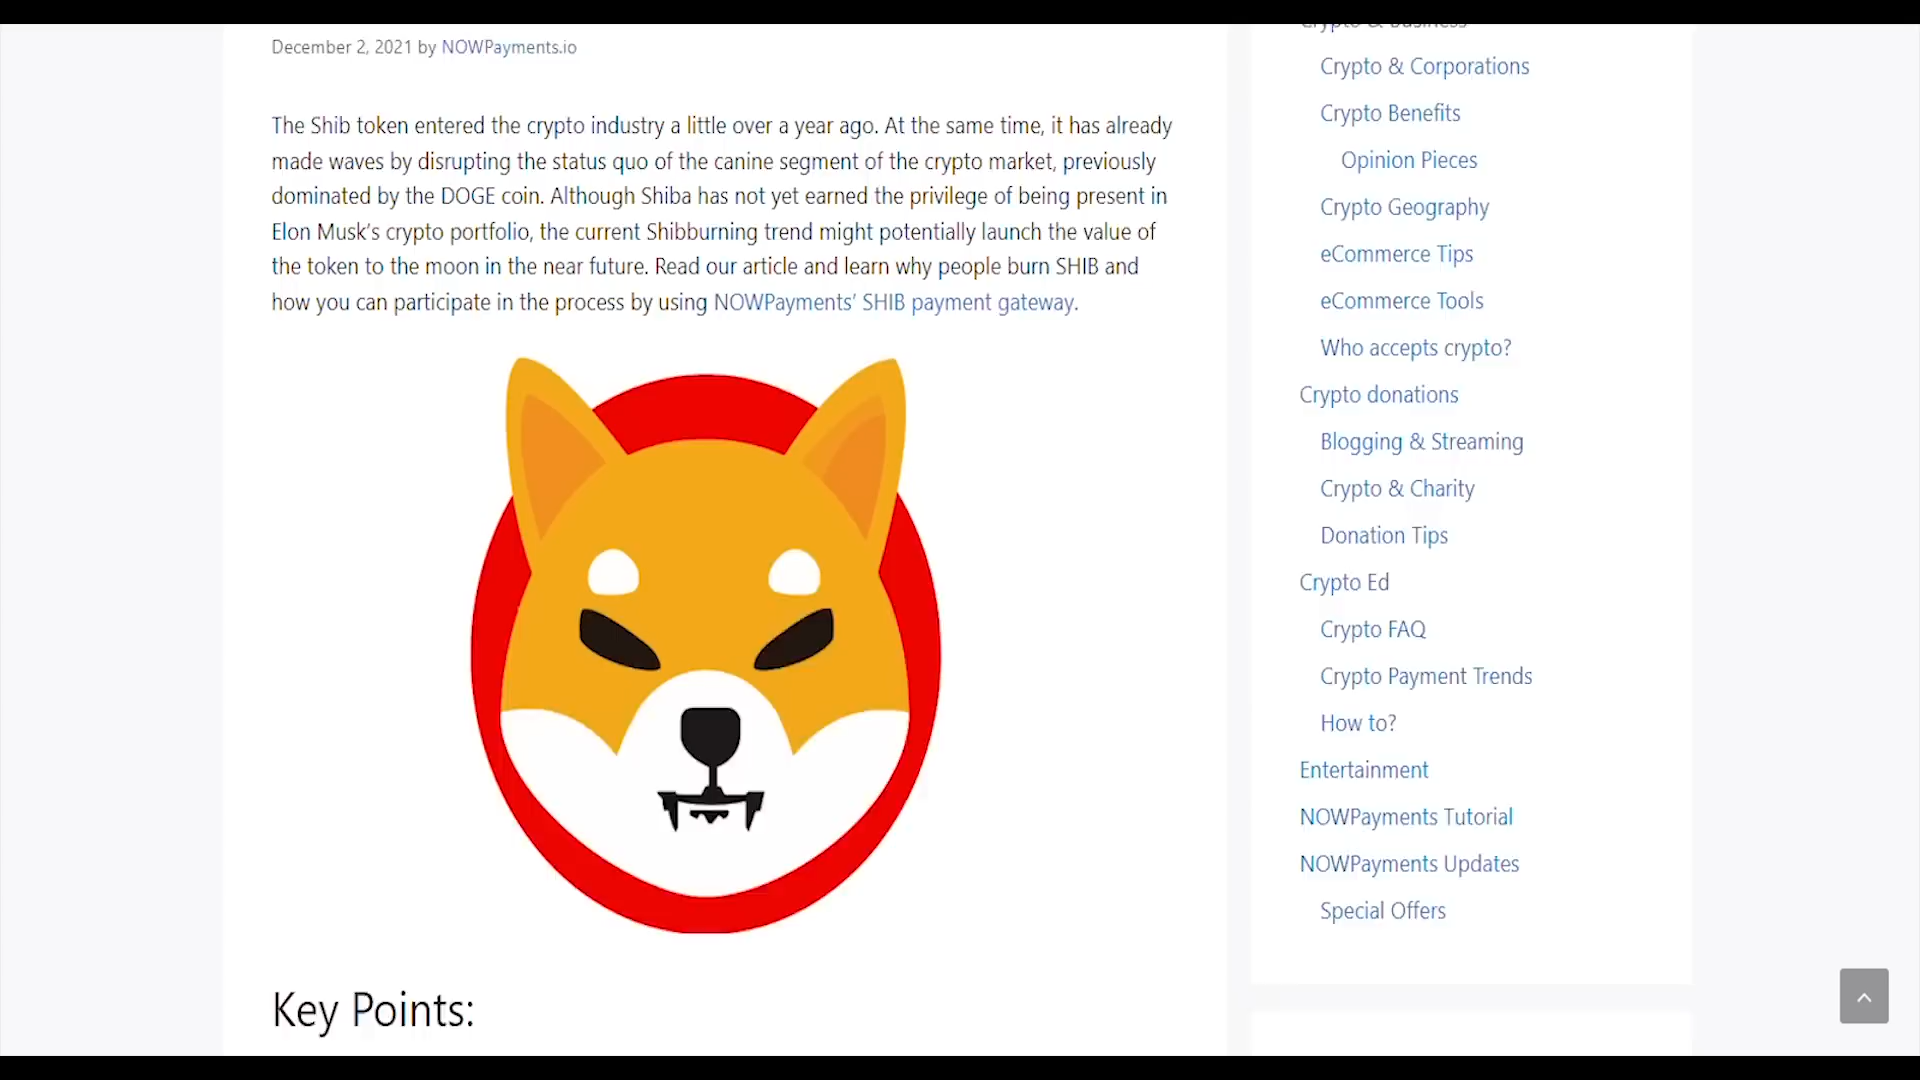 December 2, 2021 by NOWPayments.io
The Shib token entered the crypto industry a little over a year ago. At the same time, it has already
made waves by disrupting the status quo of the canine segment of the crypto market, previously
dominated by the DOGE coin. Although Shiba has not yet earned the privilege of being present in
Elon Musk’s crypto portfolio, the current Shibburning trend might potentially launch the value of
the token to the moon in the near future. Read our article and learn why people burn SHIB and
how you can participate in the process by using NOWPayments’ SHIB payment gateway.
Key Points:
Crypto & Business
Crypto & Corporations
Crypto Benefits
Opinion Pieces
Crypto Geography
eCommerce Tips
eCommerce Tools
Who accepts crypto?
Crypto donations
Blogging & Streaming
Crypto & Charity
Donation Tips
Crypto Ed
Crypto FAQ
Crypto Payment Trends
How to?
Entertainment
NOWPayments Tutorial
NOWPayments Updates
Special Offers